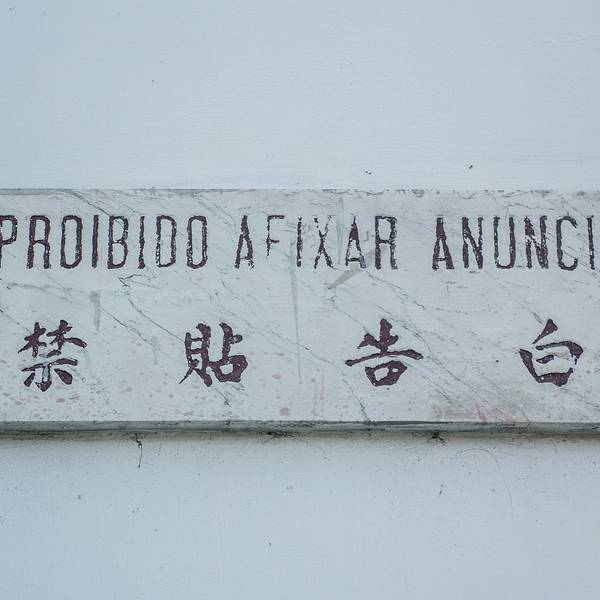 PROIBIDO AFIXAR ANUNCI
禁貼告白